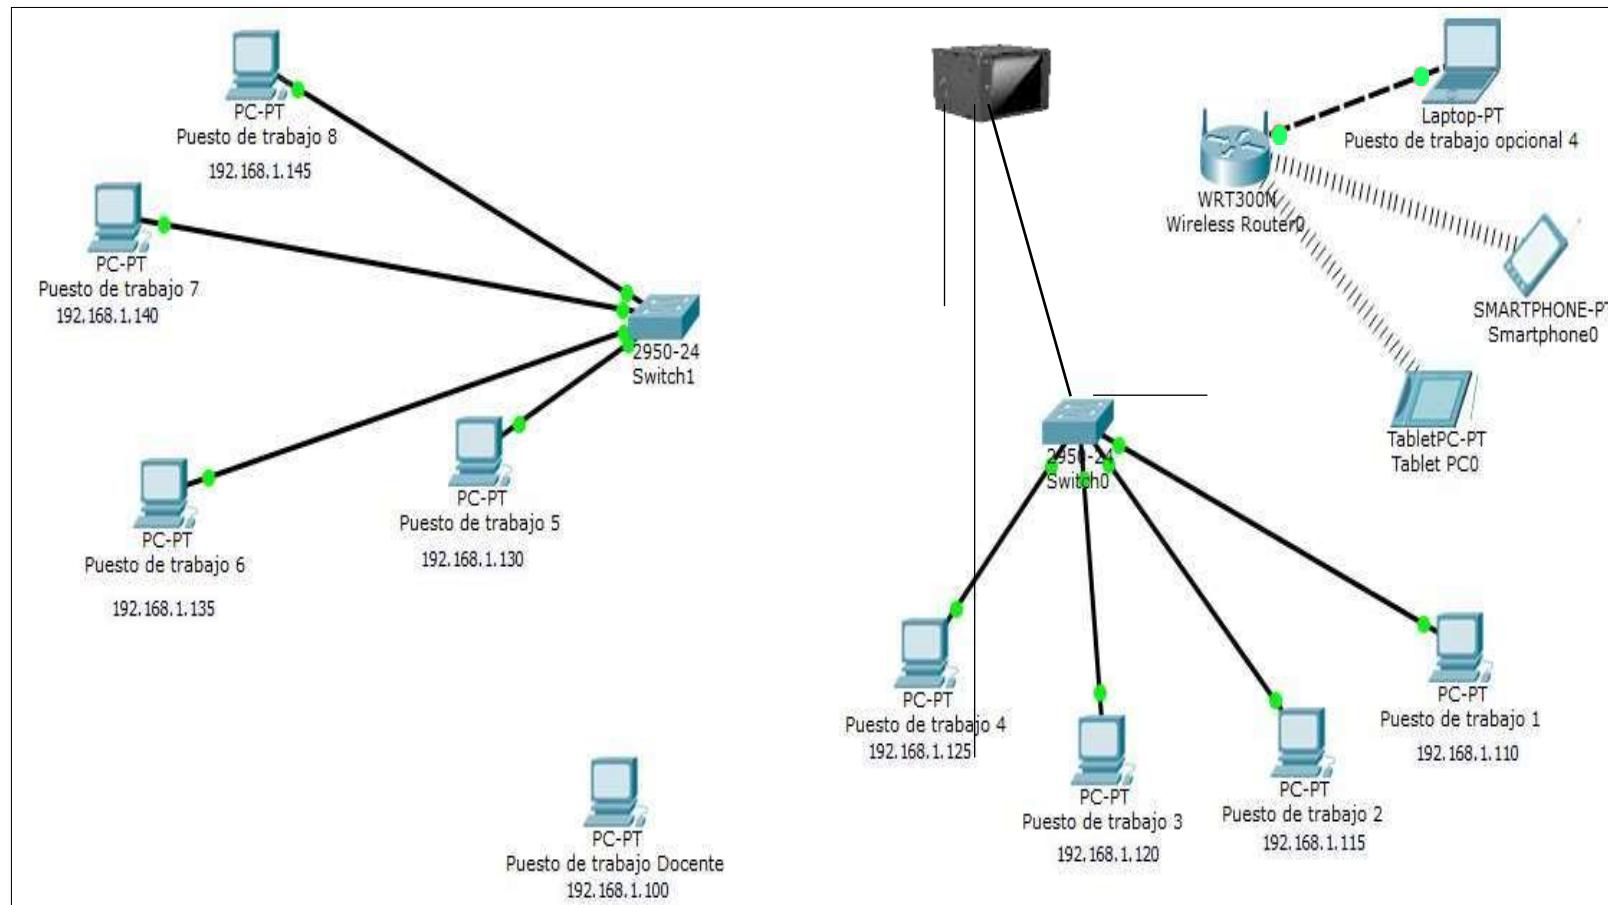 PC-PT
Puesto de trabajo 8
192.168.1.145
PC-PT
Puesto de trabajo 7
192.168.1.140
2950-24
Switch1
PC-PT
Puesto de trabajo 5
192.168.1.130
PC-PT
Puesto de trabajo 6
192.168.1.135
PC-PT
Puesto de trabajo Docente
192.168.1.100
Laptop-PT
Puesto de trabajo opcional 4
WRT300N
Wireless Router0
SMARTPHONE-PT
Smartphone0
TabletPC-PT
Tablet PC0
2950-24
Switch0
PC-PT
Puesto de trabajo 4
192.168.1.125
PC-PT
Puesto de trabajo 3
192.168.1.120
PC-PT
Puesto de trabajo 2
192.168.1.115
PC-PT
Puesto de trabajo 1
192.168.1.110